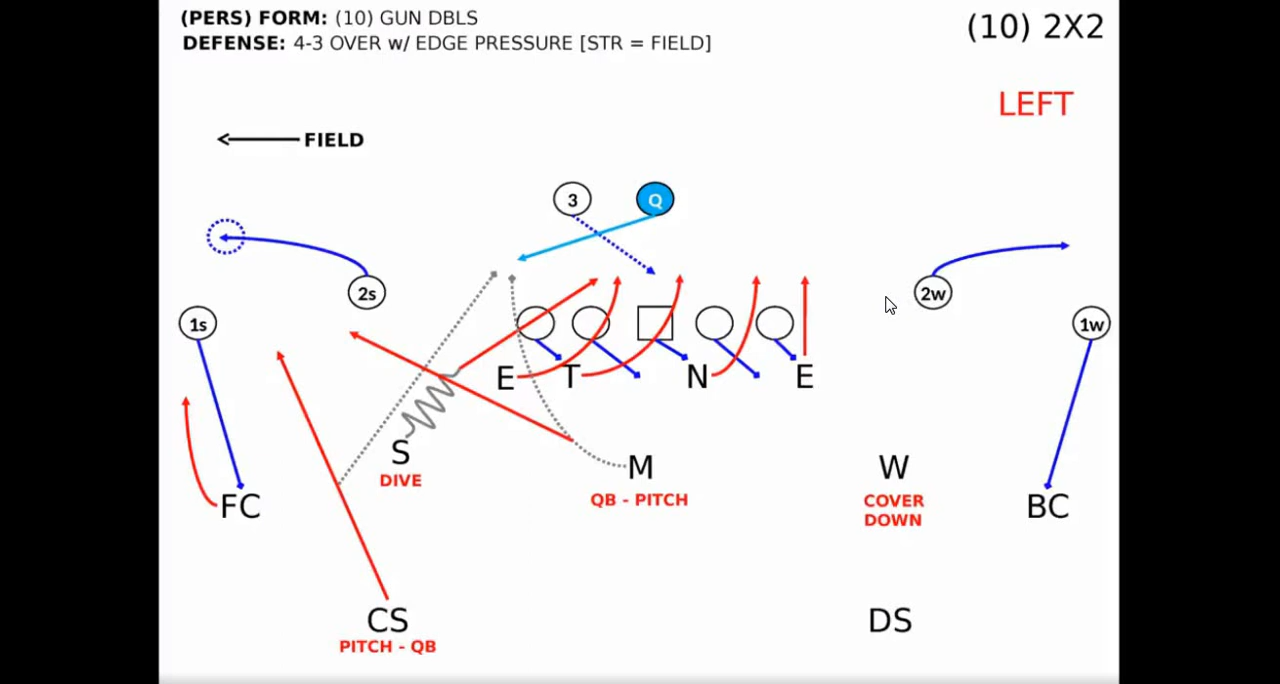 (PERS) FORM: (10) GUN DBLS
DEFENSE: 4-3 OVER w/ EDGE PRESSURE [STR = FIELD]
(10) 2X2
LEFT
FIELD
3
Q
2s
2w
1s
1w
E
T
N
E
S
DIVE
M
QB - PITCH
W
COVER
DOWN
FC
BC
CS
PITCH - QB
DS